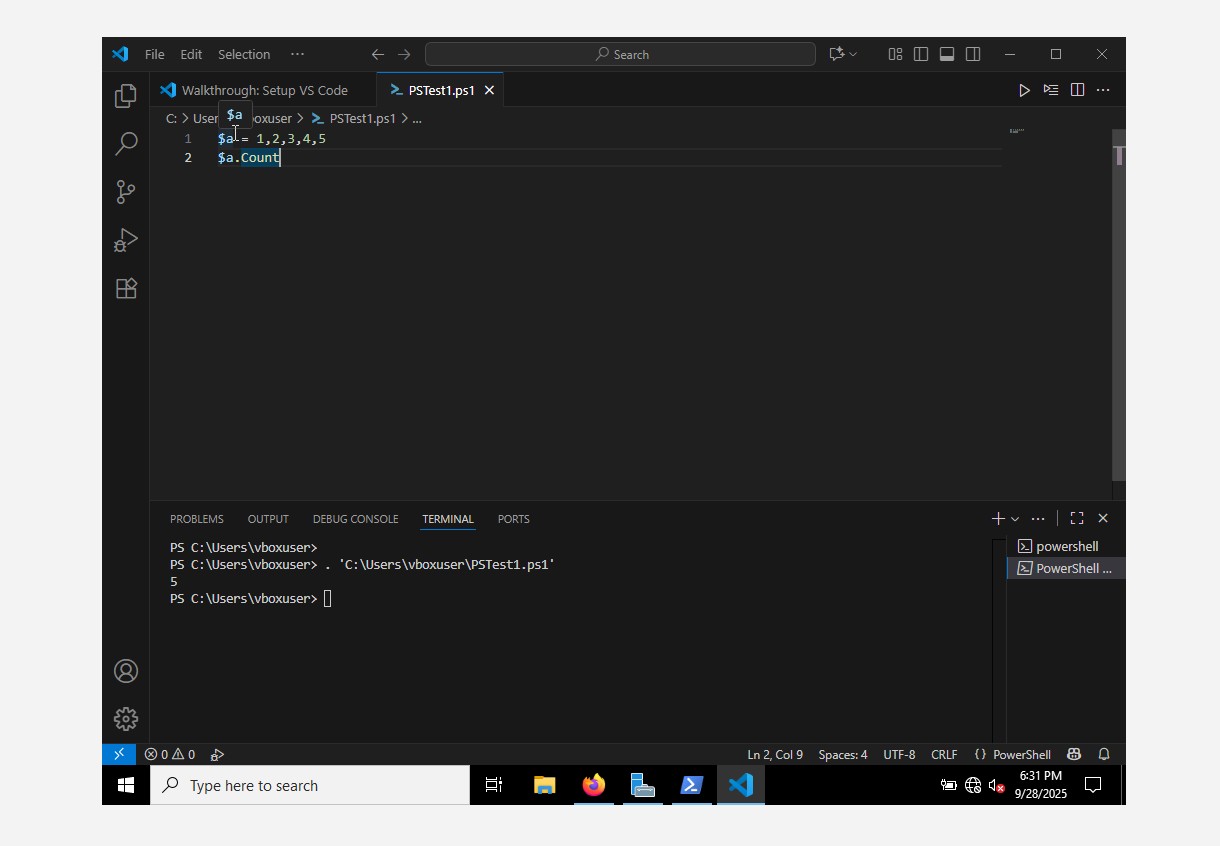 File Edit Selection ··· Search
Walkthrough: Setup VS Code PSTest1.ps1
$a
C: > User oxuser > PSTest1.ps1 > ...
1 $a = 1,2,3,4,5
2 $a.Count
PROBLEMS OUTPUT DEBUG CONSOLE TERMINAL PORTS
PS C:\Users\vboxuser>
PS C:\Users\vboxuser> . 'C:\Users\vboxuser\PSTest1.ps1'
5
PS C:\Users\vboxuser>
powershell
PowerShell ...
0 0 Ln 2, Col 9 Spaces: 4 UTF-8 CRLF {} PowerShell
Type here to search
6:31 PM
9/28/2025